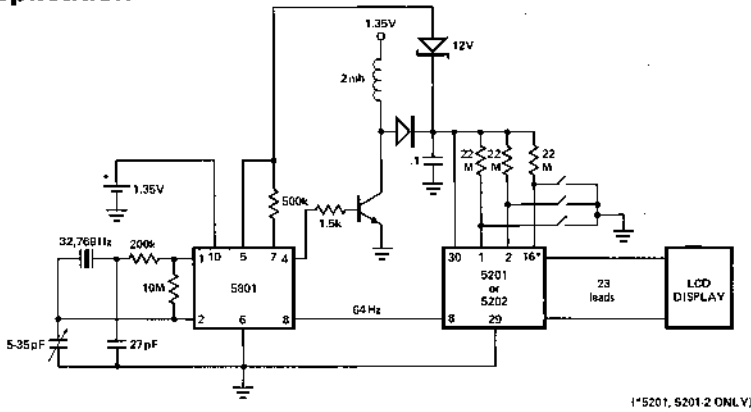 1.35V
12V
2mh
.1
22 M
22 M
22 M
1.35V
500k
1.5k
32,768Hz
200k
10M
1 10 5 7 4
5801
2 6 8
64 Hz
30 1 2 16*
5201
or
5202
8 29
23
leads
LCD
DISPLAY
5-35pF
27pF
(*5201, 5201-2 ONLY)